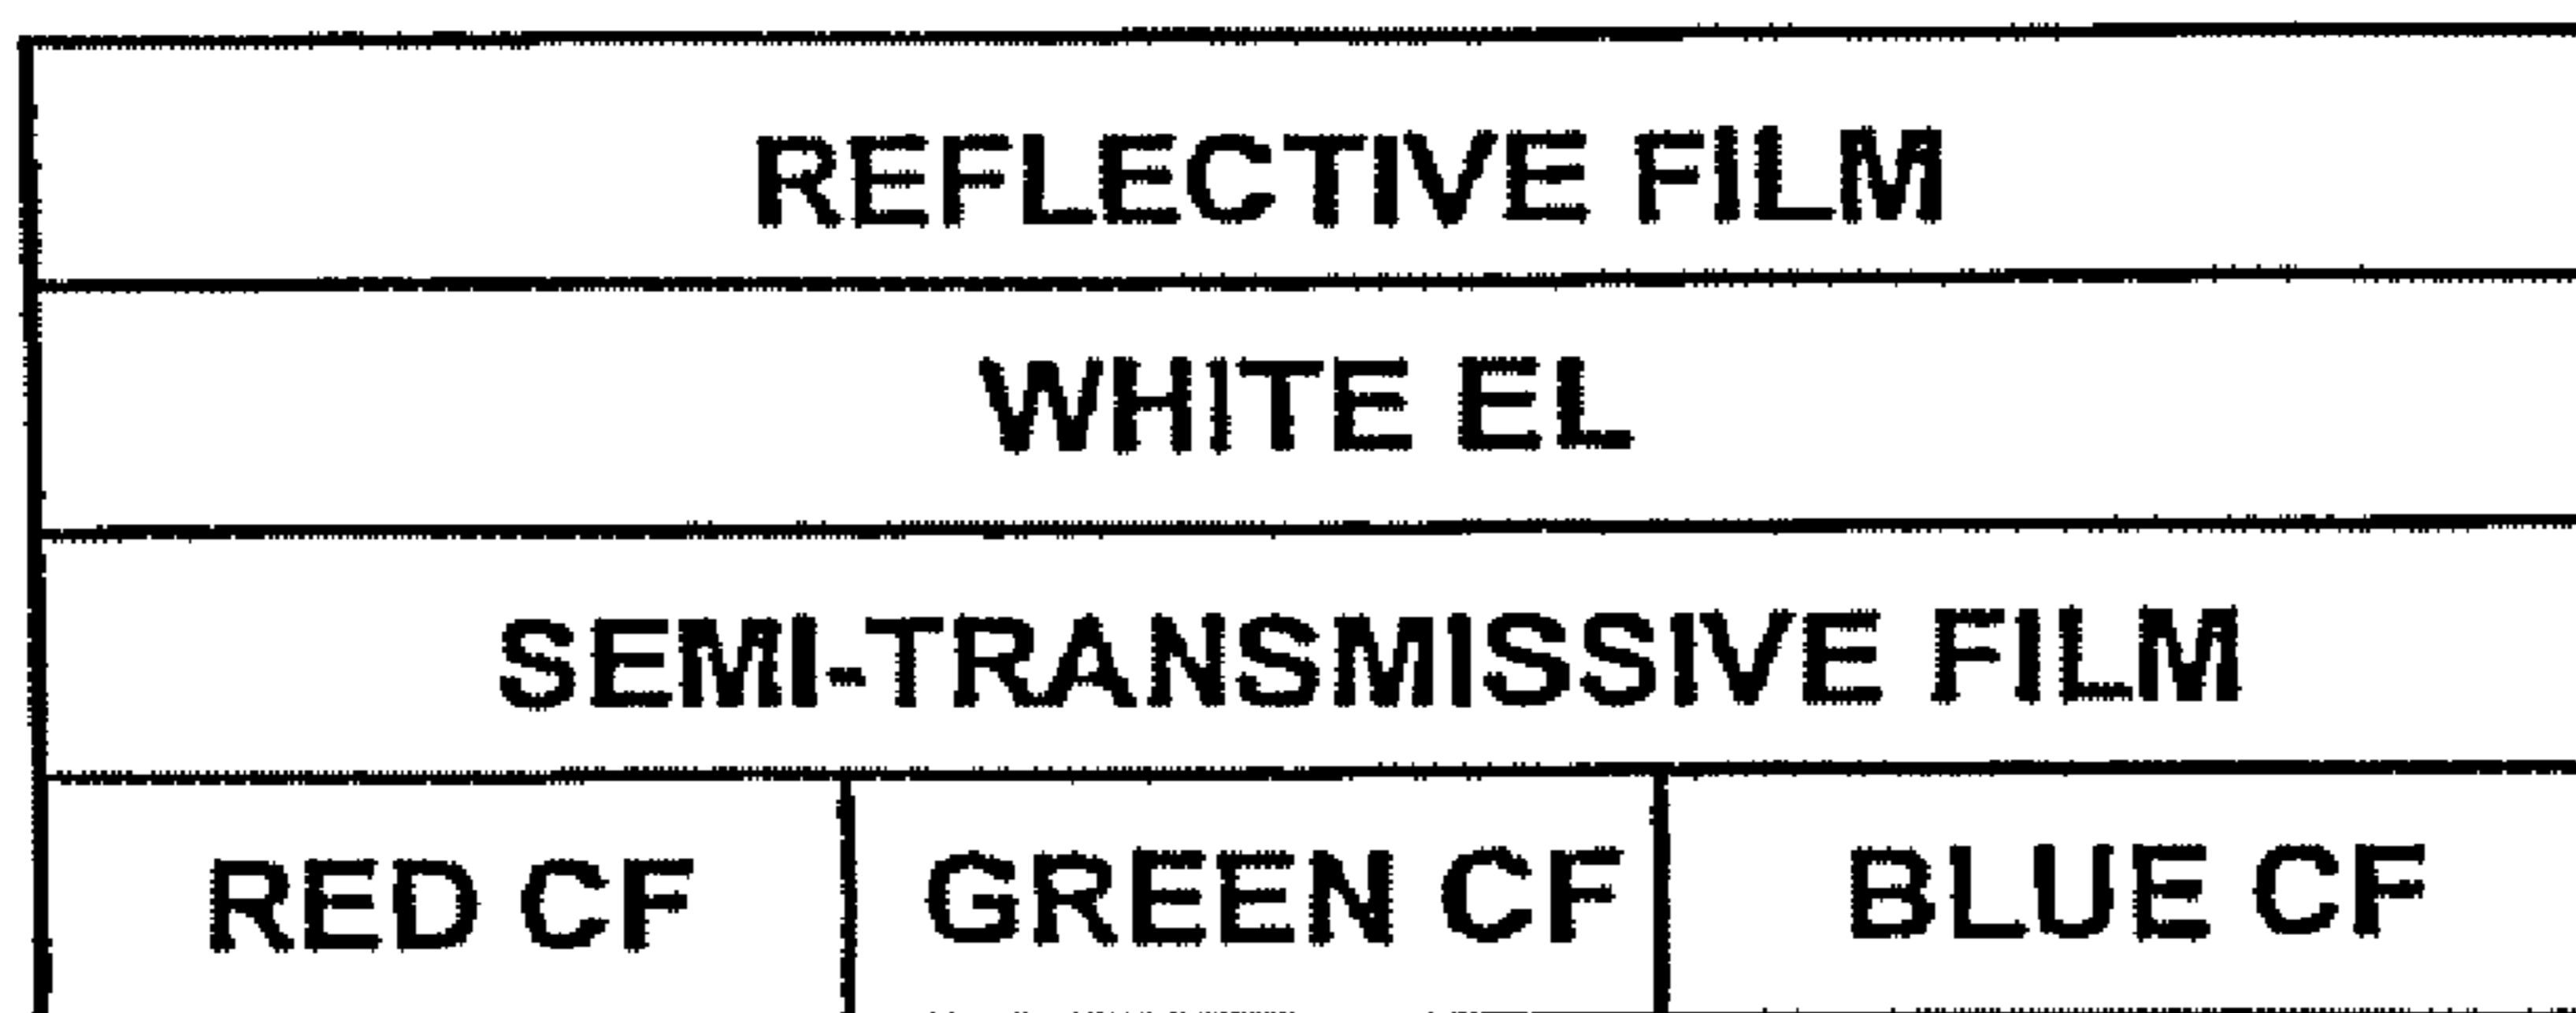 REFLECTIVE FILM
WHITE EL
SEMI-TRANSMISSIVE FILM
RED CF GREEN CF BLUE CF